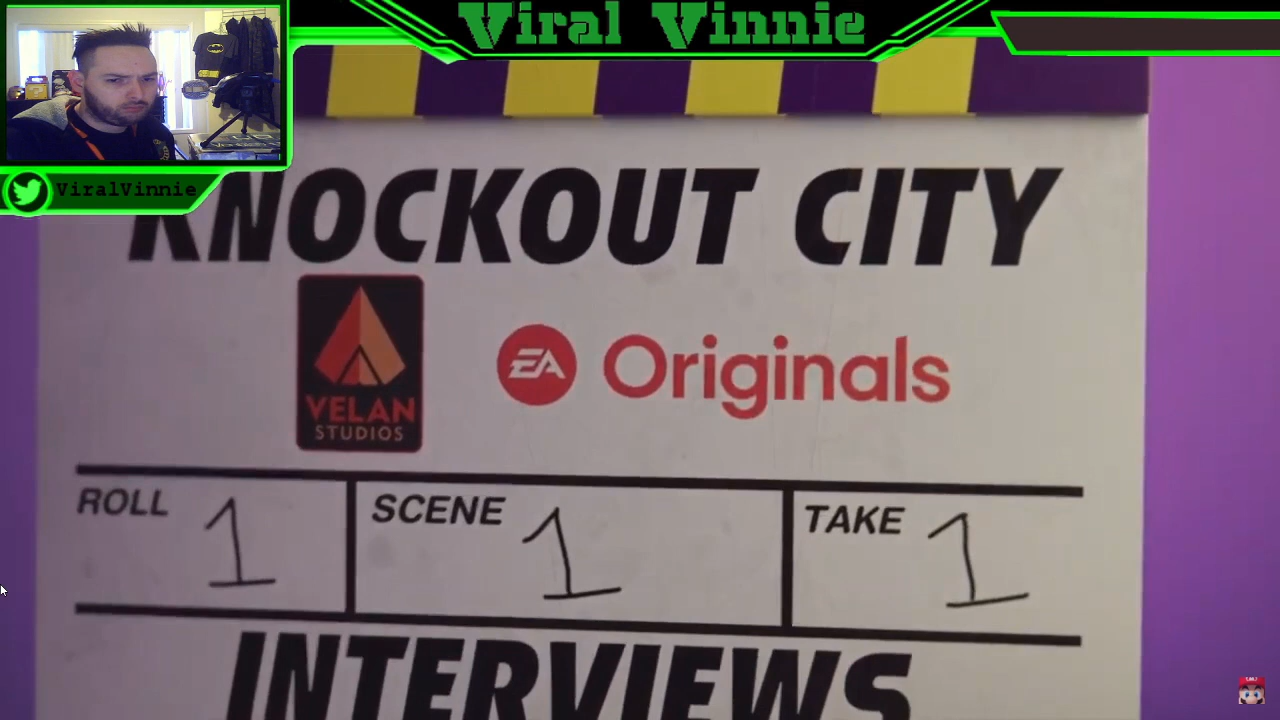 Viral Vinnie
ViralVinnie
KNOCKOUT CITY
VELAN
STUDIOS
EA Originals
ROLL 1 SCENE 1 TAKE 1
INTERVIEWS